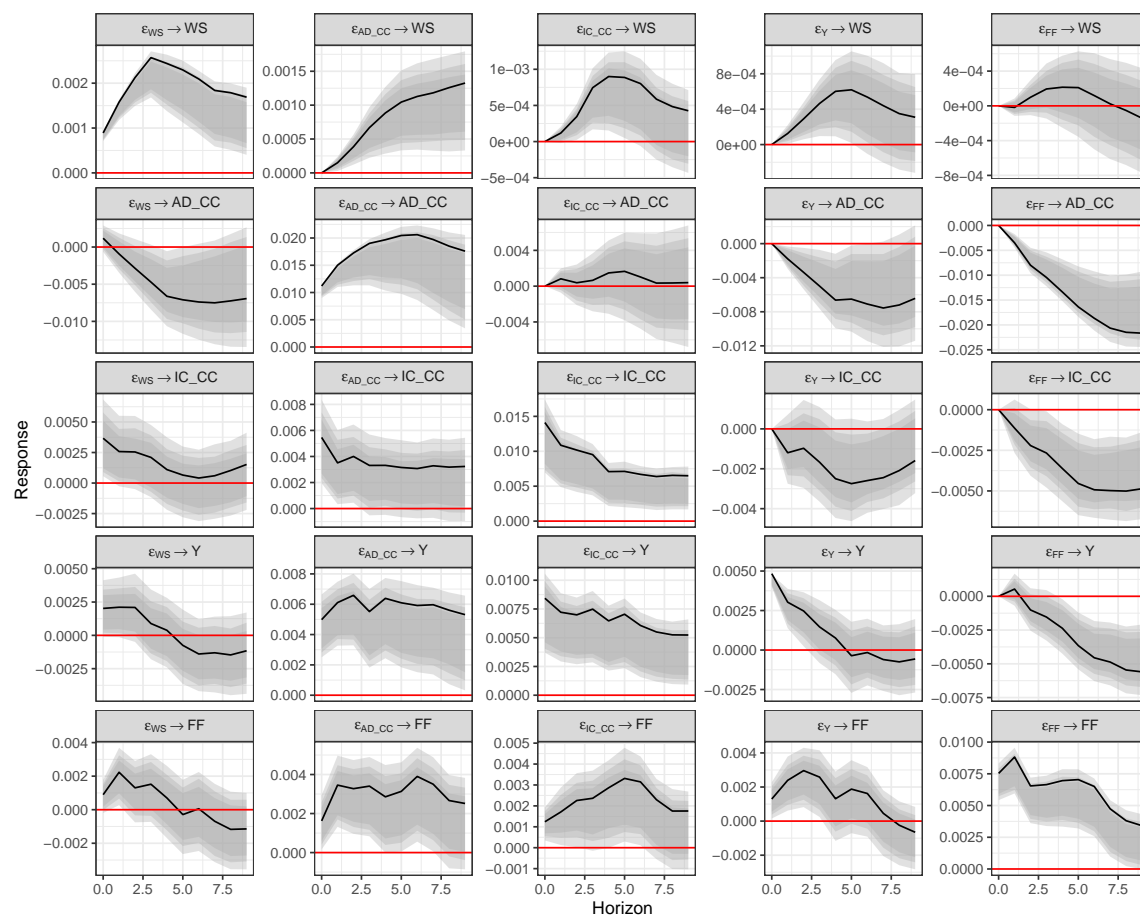 εWS → WS
εAD_CC → WS
εIC_CC → WS
εY → WS
εFF → WS
0.002
0.001
0.000
0.0015
0.0010
0.0005
0.0000
1e−03
5e−04
0e+00
−5e−04
8e−04
4e−04
0e+00
4e−04
0e+00
−4e−04
−8e−04
εWS → AD_CC
εAD_CC → AD_CC
εIC_CC → AD_CC
εY → AD_CC
εFF → AD_CC
0.000
−0.005
−0.010
0.020
0.015
0.010
0.005
0.000
0.004
0.000
−0.004
0.000
−0.004
−0.008
−0.012
0.000
−0.005
−0.010
−0.015
−0.020
−0.025
Response
εWS → IC_CC
εAD_CC → IC_CC
εIC_CC → IC_CC
εY → IC_CC
εFF → IC_CC
0.0050
0.0025
0.0000
−0.0025
0.008
0.006
0.004
0.002
0.000
0.015
0.010
0.005
0.000
0.000
−0.002
−0.004
0.0000
−0.0050
εWS → Y
εAD_CC → Y
εIC_CC → Y
εY → Y
εFF → Y
0.0050
0.0025
0.0000
−0.0025
0.008
0.006
0.004
0.002
0.000
0.0100
0.0075
0.0050
0.0025
0.0000
0.0050
0.0025
0.0000
−0.0025
0.0000
−0.0025
−0.0050
−0.0075
εWS → FF
εAD_CC → FF
εIC_CC → FF
εY → FF
εFF → FF
0.004
0.002
0.000
−0.002
0.004
0.002
0.000
0.005
0.004
0.003
0.002
0.001
0.000
−0.001
0.004
0.002
0.000
−0.002
0.0100
0.0075
0.0050
0.0025
0.0000
0.0 2.5 5.0 7.5 0.0 2.5 5.0 7.5 0.0 2.5 5.0 7.5 0.0 2.5 5.0 7.5 0.0 2.5 5.0 7.5
Horizon